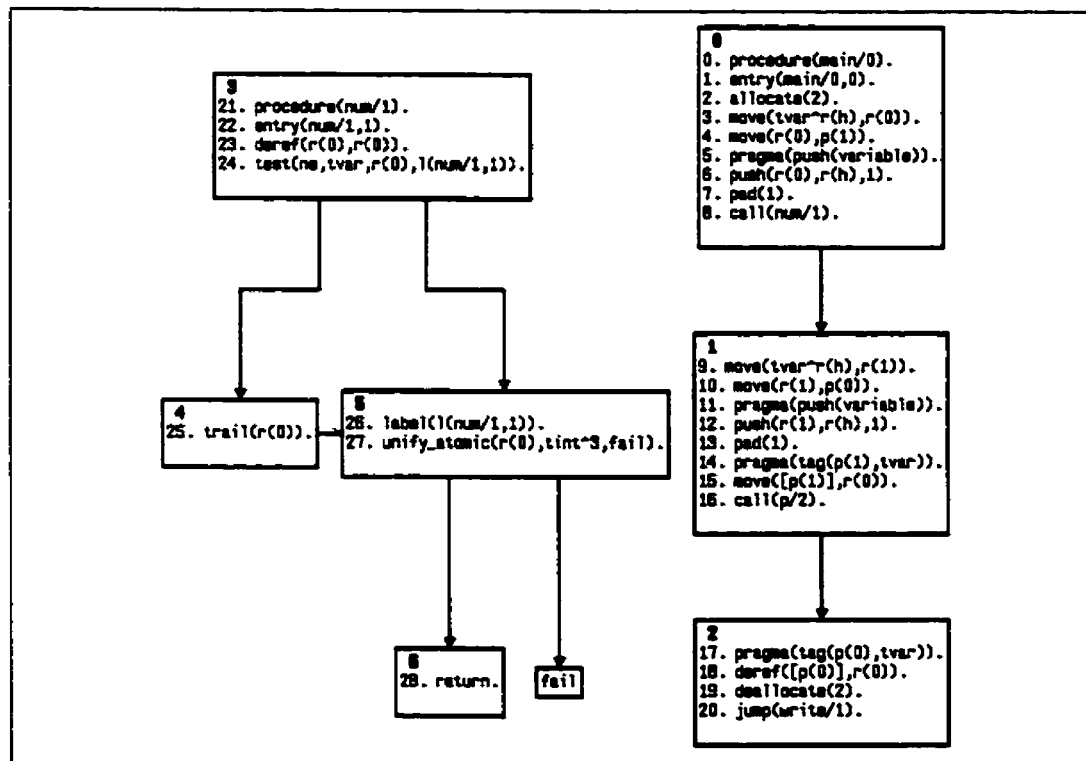 3
21. procedure(num/1).
22. entry(num/1,1).
23. deref(r(0),r(0)).
24. test(ne,tvar,r(0),l(num/1,1)).
4
25. trail(r(0)).
5
26. label(l(num/1,1)).
27. unify_atomic(r(0),tint^3,fail).
6
28. return.
fail
0
0. procedure(main/0).
1. entry(main/0,0).
2. allocate(2).
3. move(tvar^r(h),r(0)).
4. move(r(0),p(1)).
5. pragma(push(variable)).
6. push(r(0),r(h),1).
7. pad(1).
8. call(num/1).
1
9. move(tvar^r(h),r(1)).
10. move(r(1),p(0)).
11. pragma(push(variable)).
12. push(r(1),r(h),1).
13. pad(1).
14. pragma(tag(p(1),tvar)).
15. move([p(1)],r(0)).
16. call(p/2).
2
17. pragma(tag(p(0),tvar)).
18. deref([p(0)],r(0)).
19. deallocate(2).
20. jump(write/1).